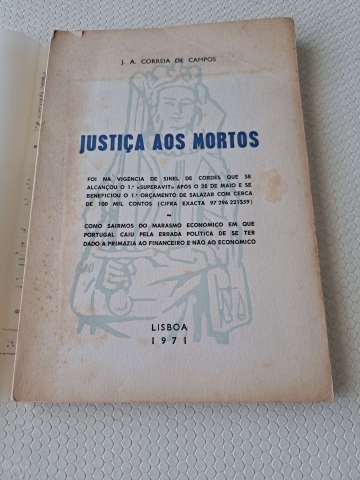 J. A. CORREIA DE CAMPOS
JUSTIÇA AOS MORTOS
FOI NA VIGÊNCIA DE SINEL DE CORDES QUE SE
ALCANÇOU O 1.º «SUPERAVIT» APÓS O 28 DE MAIO E SE
BENEFICIOU O 1.º ORÇAMENTO DE SALAZAR COM CERCA
DE 100 MIL CONTOS (CIFRA EXACTA 97 296 221$59)
~
COMO SAIRMOS DO MARASMO ECONÓMICO EM QUE
PORTUGAL CAIU PELA ERRADA POLÍTICA DE SE TER
DADO A PRIMAZIA AO FINANCEIRO E NÃO AO ECONÓMICO
LISBOA
1971